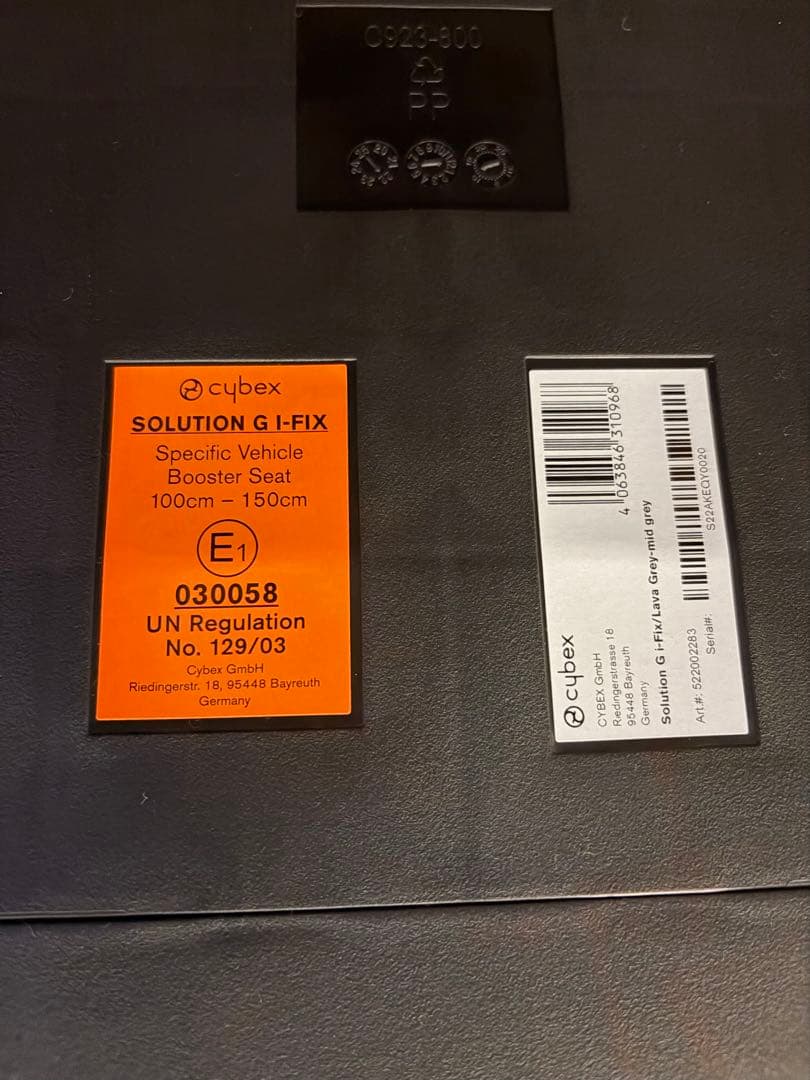 C923-800
PP
cybex
SOLUTION G I-FIX
Specific Vehicle
Booster Seat
100cm – 150cm
E1
030058
UN Regulation
No. 129/03
Cybex GmbH
Riedingerstr. 18, 95448 Bayreuth
Germany
cybex
CYBEX GmbH
Riedingerstrasse 18
95448 Bayreuth
Germany
Solution G i-Fix/Lava Grey-mid grey
Art.#: 522002283
Serial#:
S22AKEQY0020
4 063846 310968